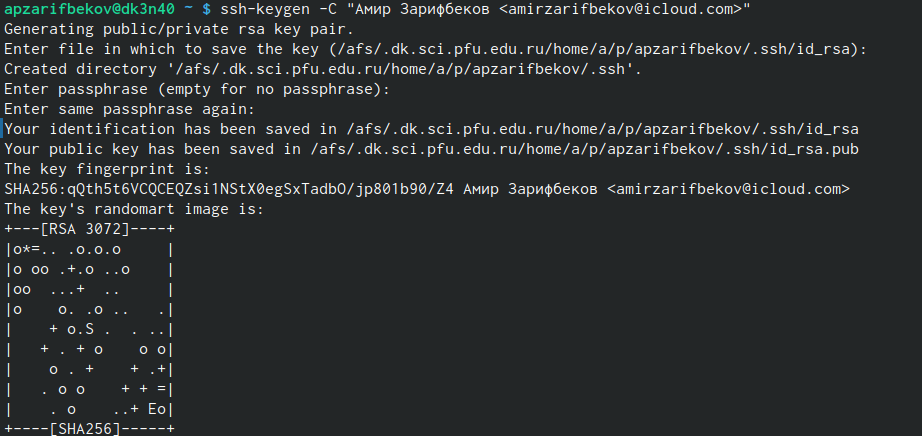 apzarifbekov@dk3n40 ~ $ ssh-keygen -C "Амир Зарифбеков <amirzarifbekov@icloud.com>"
Generating public/private rsa key pair.
Enter file in which to save the key (/afs/.dk.sci.pfu.edu.ru/home/a/p/apzarifbekov/.ssh/id_rsa):
Created directory '/afs/.dk.sci.pfu.edu.ru/home/a/p/apzarifbekov/.ssh'.
Enter passphrase (empty for no passphrase):
Enter same passphrase again:
Your identification has been saved in /afs/.dk.sci.pfu.edu.ru/home/a/p/apzarifbekov/.ssh/id_rsa
Your public key has been saved in /afs/.dk.sci.pfu.edu.ru/home/a/p/apzarifbekov/.ssh/id_rsa.pub
The key fingerprint is:
SHA256:qQth5t6VCQCEQZsi1NStX0egSxTadbO/jp801b90/Z4 Амир Зарифбеков <amirzarifbekov@icloud.com>
The key's randomart image is:
+---[RSA 3072]----+
|o*=.. .o.o.o     |
|o oo .+.o ..o    |
|oo  ...+  ..     |
|o    o. .o ..   .|
|    + o.S .  . ..|
|   + . + o    o o|
|    o . +    + .+|
|   . o o    + + =|
|    . o    ..+ Eo|
+----[SHA256]-----+